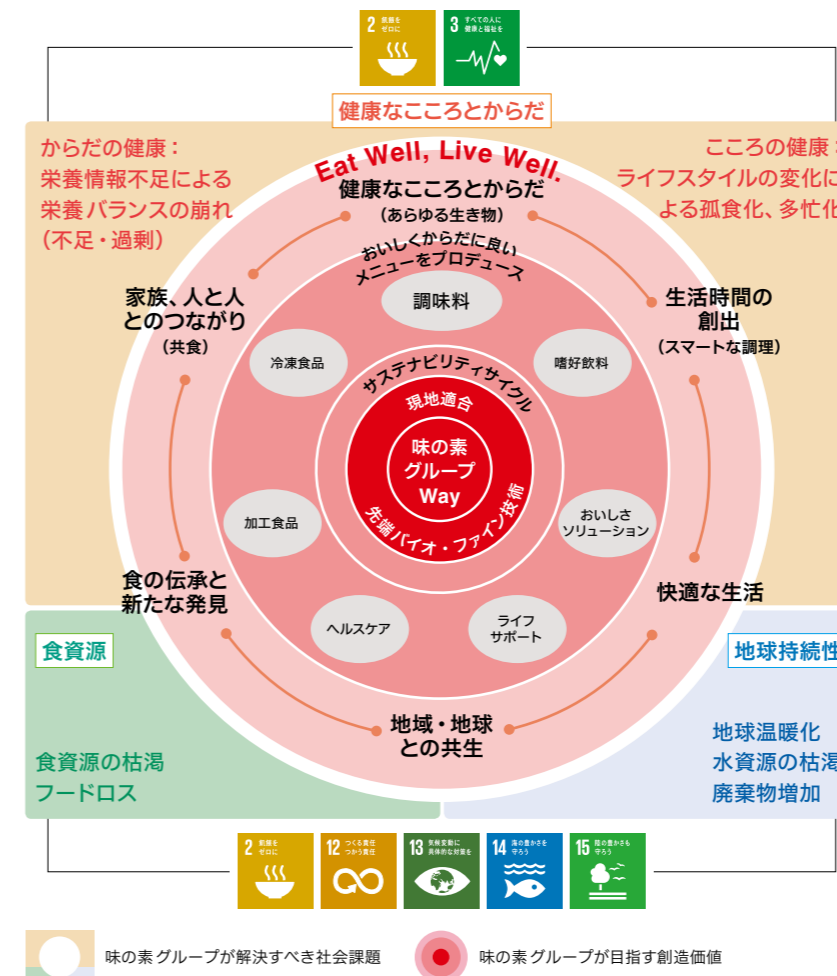 2 飢餓を
ゼロに
3 すべての人に
健康と福祉を
健康なこころとからだ
からだの健康：
栄養情報不足による
栄養バランスの崩れ
（不足・過剰）
こころの健康：
ライフスタイルの変化に
よる孤食化、多忙化
Eat Well, Live Well.
健康なこころとからだ
（あらゆる生き物）
おいしくからだに良い
メニューをプロデュース
家族、人と人
とのつながり
（共食）
生活時間の
創出
（スマートな調理）
調味料
冷凍食品
嗜好飲料
サステナビリティサイクル
現地適合
味の素
グループ
Way
先端バイオ・ファイン技術
加工食品
おいしさ
ソリューション
食の伝承と
新たな発見
快適な生活
ヘルスケア
ライフ
サポート
食資源
地球持続性
地域・地球
との共生
食資源の枯渇
フードロス
地球温暖化
水資源の枯渇
廃棄物増加
2 飢餓を
ゼロに
12 つくる責任
つかう責任
13 気候変動に
具体的な対策を
14 海の豊かさを
守ろう
15 陸の豊かさも
守ろう
味の素グループが解決すべき社会課題
味の素グループが目指す創造価値